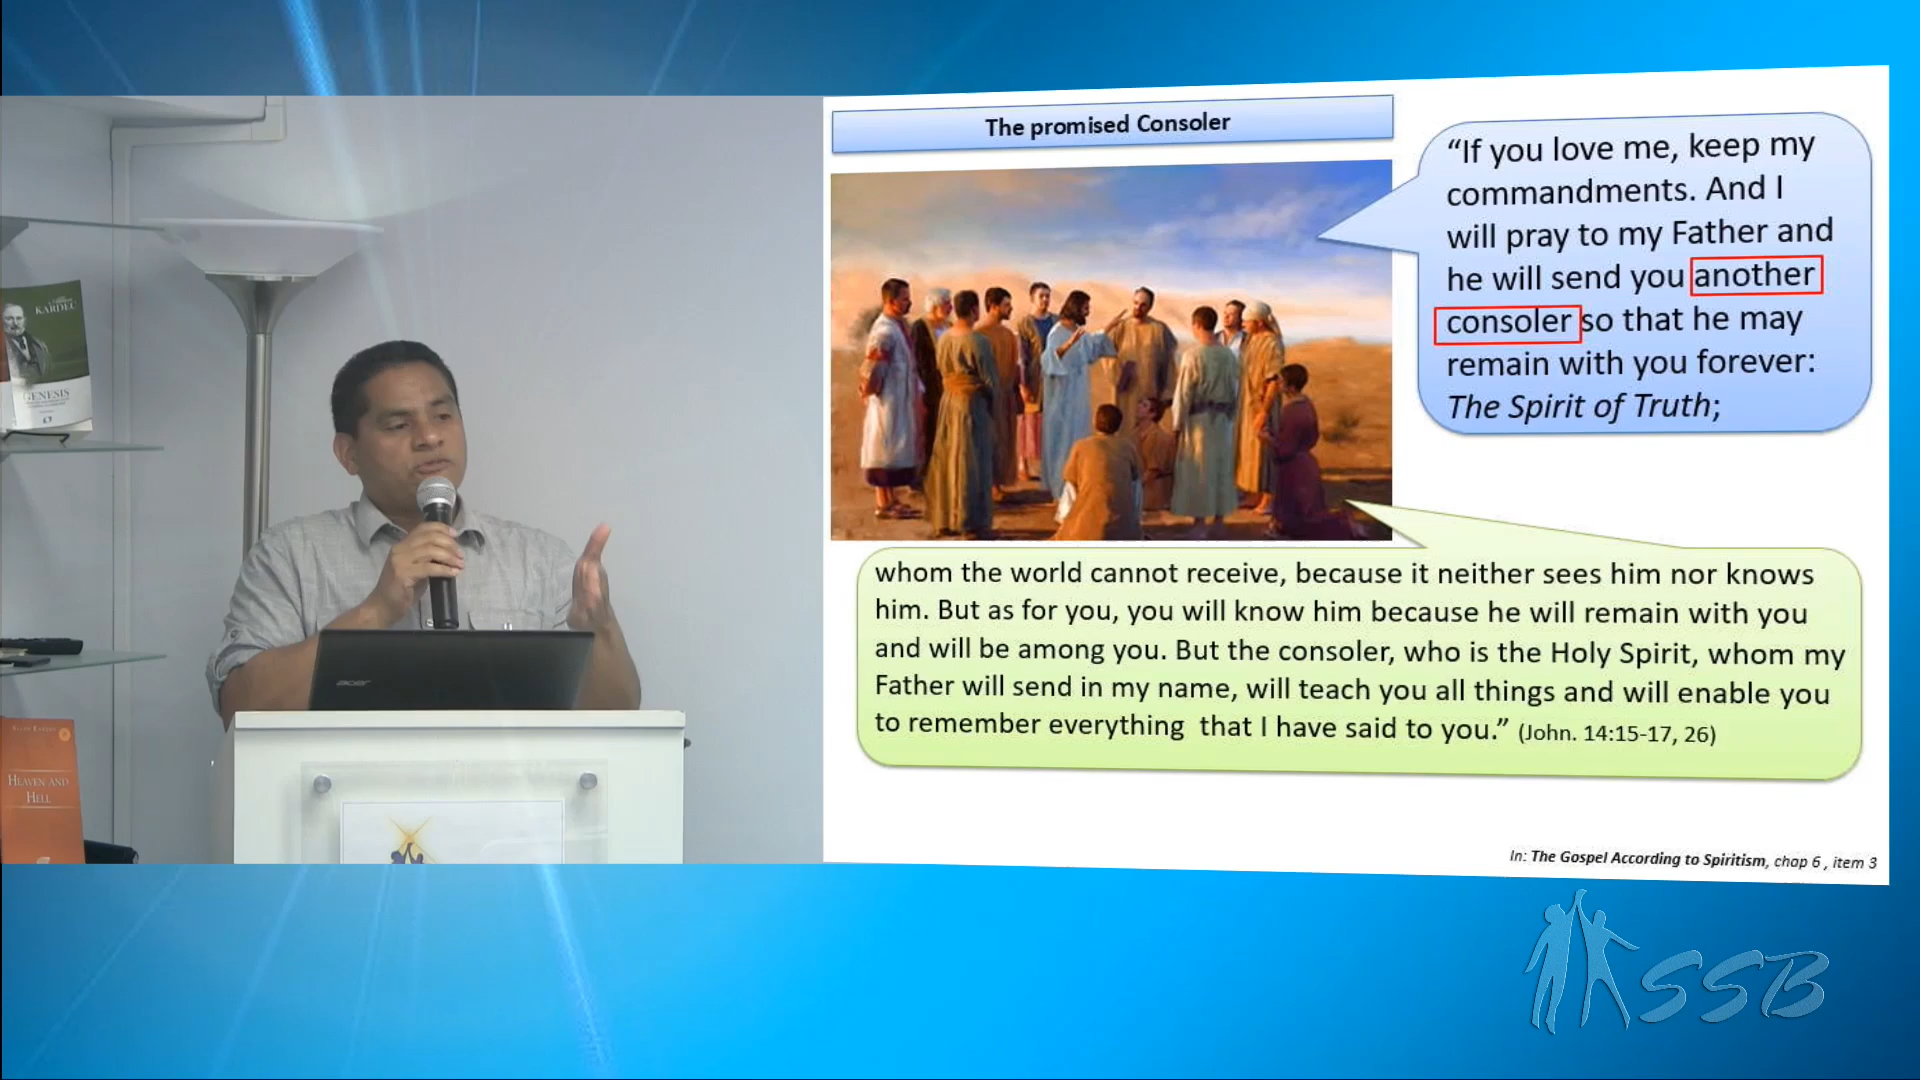 The promised Consoler
“If you love me, keep my
commandments. And I
will pray to my Father and
he will send you another
consoler so that he may
remain with you forever:
The Spirit of Truth;
whom the world cannot receive, because it neither sees him nor knows
him. But as for you, you will know him because he will remain with you
and will be among you. But the consoler, who is the Holy Spirit, whom my
Father will send in my name, will teach you all things and will enable you
to remember everything that I have said to you.” (John. 14:15-17, 26)
In: The Gospel According to Spiritism, chap 6 , item 3
KARDEC
GENESIS
HEAVEN AND
HELL
acer
SSB